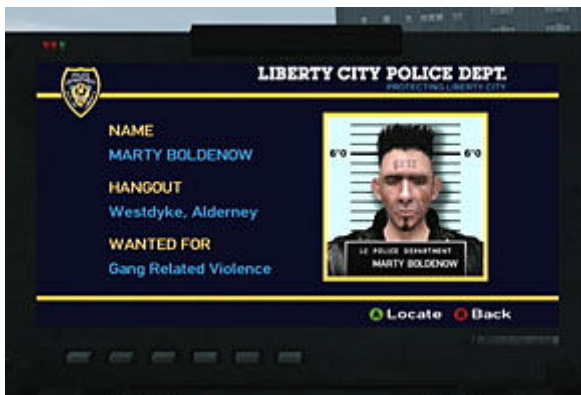 LIBERTY CITY POLICE DEPT.
PROTECTING LIBERTY CITY
NAME
MARTY BOLDENOW
HANGOUT
Westdyke, Alderney
WANTED FOR
Gang Related Violence
6'0 6'0
LC POLICE DEPARTMENT
MARTY BOLDENOW
A Locate B Back